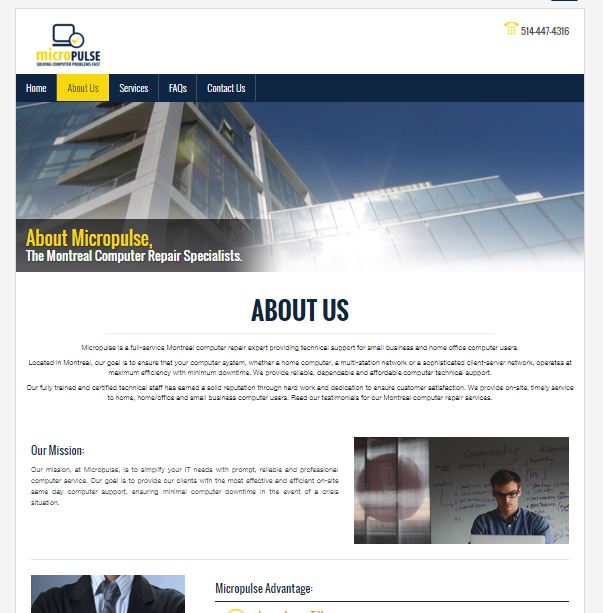 microPULSE
SOLVING COMPUTER PROBLEMS FAST
514-447-4316
Home
About Us
Services
FAQs
Contact Us
About Micropulse,
The Montreal Computer Repair Specialists.
ABOUT US
Micropulse is a full-service Montreal computer repair expert providing technical support for small business and home office computer users.
Located in Montreal, our goal is to ensure that your computer system, whether a home computer, a multi-station network or a sophisticated client-server network, operates at
maximum efficiency with minimum downtime. We provide reliable, dependable and affordable computer technical support.
Our fully trained and certified technical staff has earned a solid reputation through hard work and dedication to ensure customer satisfaction. We provide on-site, timely service
to home, home/office and small business computer users. Read our testimonials for our Montreal computer repair services.
Our Mission:
Our mission, at Micropulse, is to simplify your IT needs with prompt, reliable and professional
computer service. Our goal is to provide our clients with the most effective and efficient on-site
same day computer support, ensuring minimal computer downtime in the event of a crisis
situation.
Community
Micropulse Advantage: